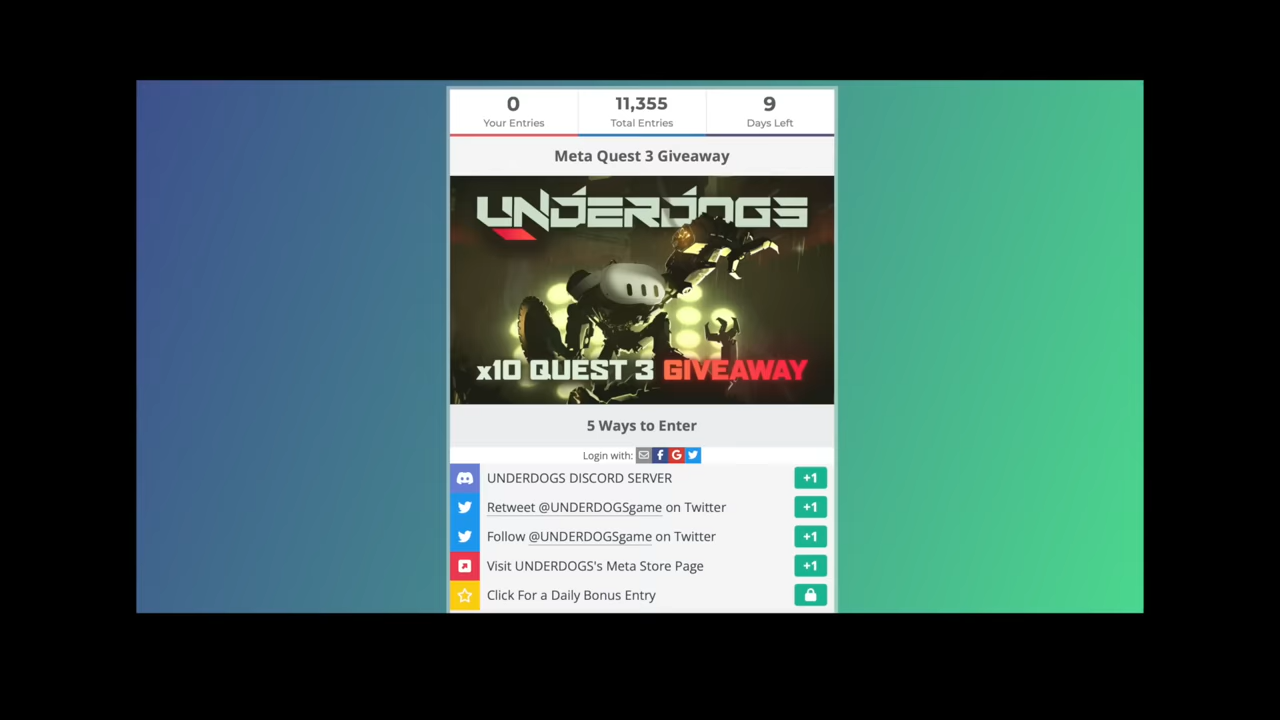 0 11,355 9
Your Entries Total Entries Days Left
Meta Quest 3 Giveaway
UNDERDOGS
x10 QUEST 3 GIVEAWAY
5 Ways to Enter
Login with:
UNDERDOGS DISCORD SERVER +1
Retweet @UNDERDOGSgame on Twitter +1
Follow @UNDERDOGSgame on Twitter +1
Visit UNDERDOGS's Meta Store Page +1
Click For a Daily Bonus Entry